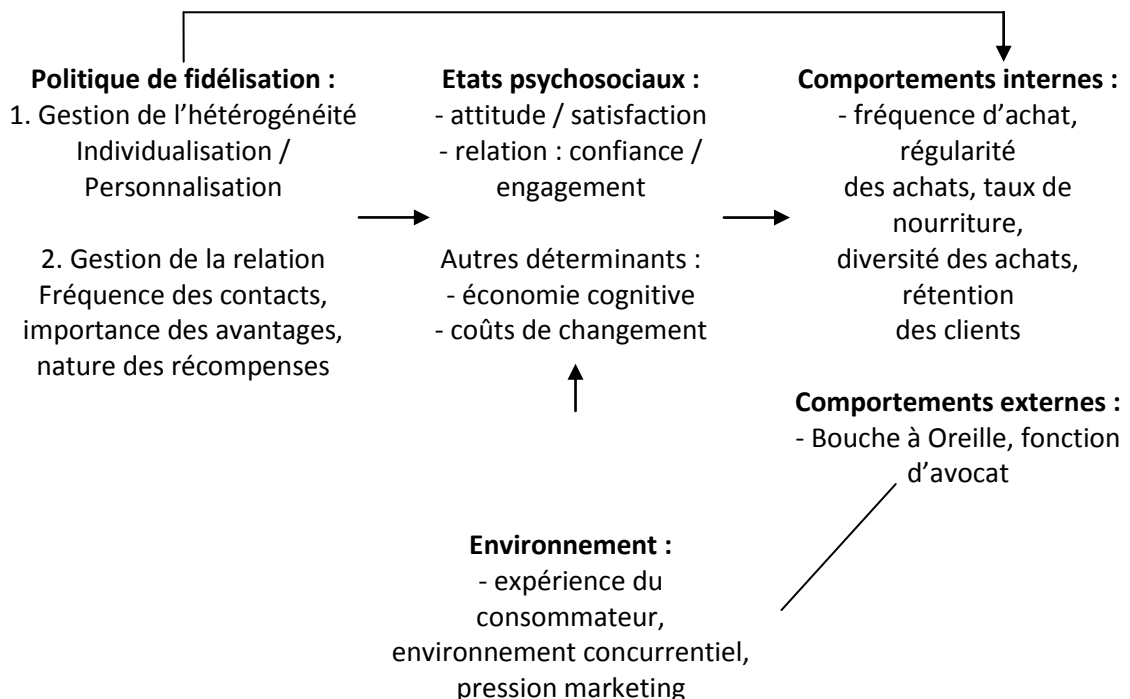 Politique de fidélisation :
1. Gestion de l’hétérogénéité
Individualisation /
Personnalisation
2. Gestion de la relation
Fréquence des contacts,
importance des avantages,
nature des récompenses
Etats psychosociaux :
- attitude / satisfaction
- relation : confiance /
engagement
Autres déterminants :
- économie cognitive
- coûts de changement
Comportements internes :
- fréquence d’achat,
régularité
des achats, taux de
nourriture,
diversité des achats,
rétention
des clients
Comportements externes :
- Bouche à Oreille, fonction
d’avocat
Environnement :
- expérience du
consommateur,
environnement concurrentiel,
pression marketing